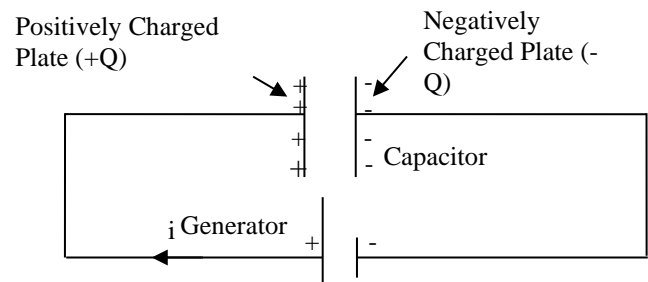 Positively Charged
Plate (+Q)
Negatively
Charged Plate (-
Q)
+
+
+
+
-
-
-
-
Capacitor
i Generator
+
-